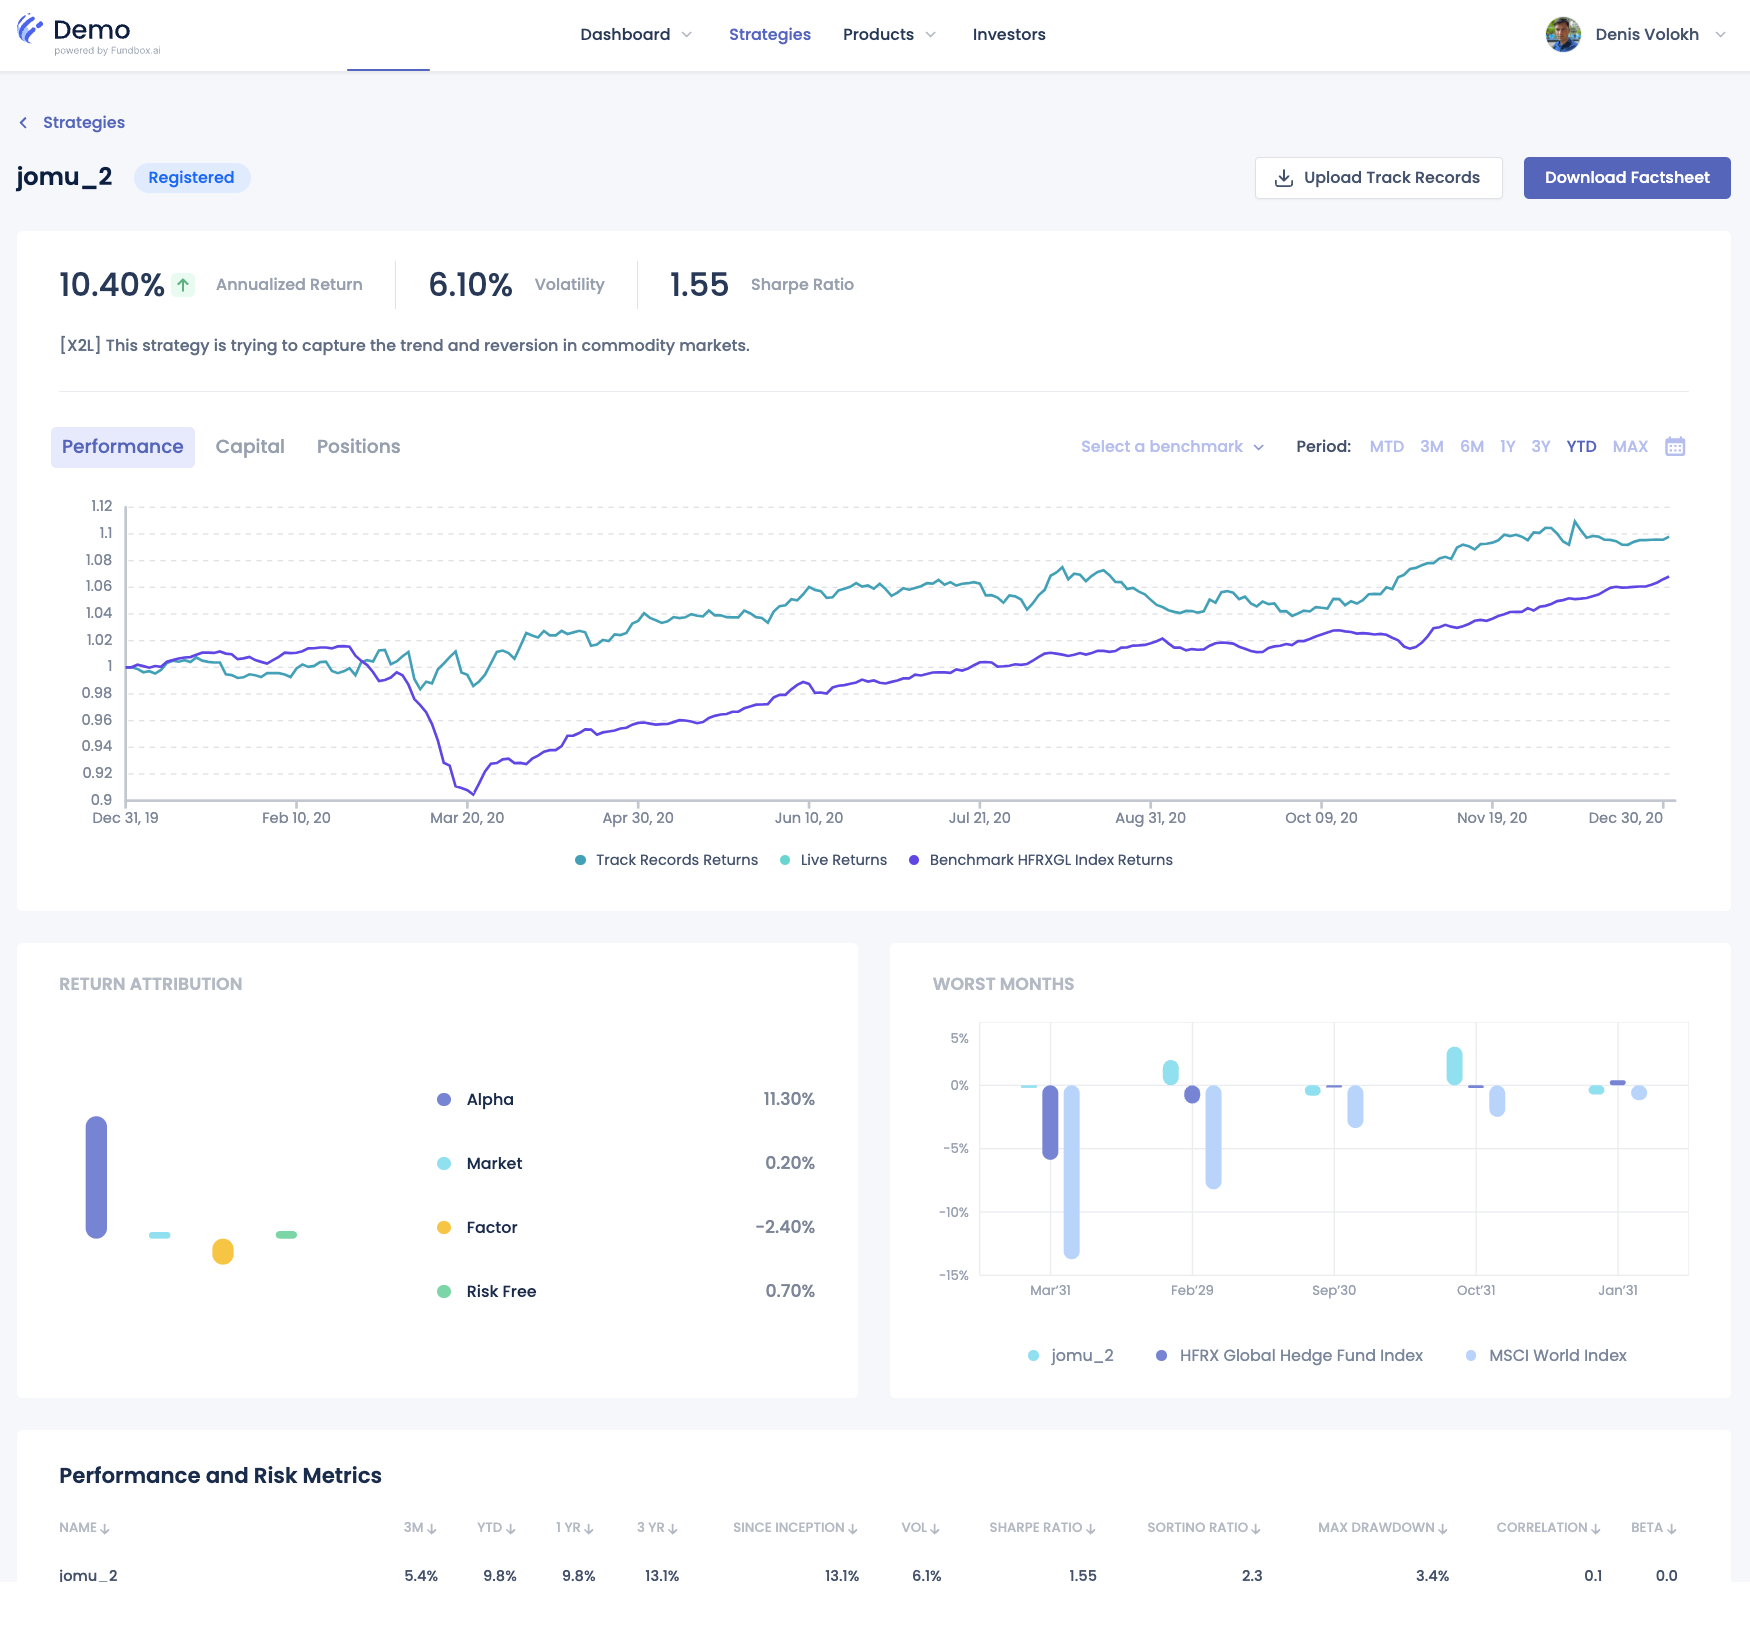 Demo
powered by Fundbox.ai
Dashboard Strategies Products Investors
Denis Volokh
Strategies
jomu_2 Registered
Upload Track Records Download Factsheet
10.40% Annualized Return 6.10% Volatility 1.55 Sharpe Ratio
[X2L] This strategy is trying to capture the trend and reversion in commodity markets.
Performance Capital Positions
Select a benchmark Period: MTD 3M 6M 1Y 3Y YTD MAX
1.12
1.1
1.08
1.06
1.04
1.02
1
0.98
0.96
0.94
0.92
0.9
Dec 31, 19 Feb 10, 20 Mar 20, 20 Apr 30, 20 Jun 10, 20 Jul 21, 20 Aug 31, 20 Oct 09, 20 Nov 19, 20 Dec 30, 20
Track Records Returns Live Returns Benchmark HFRXGL Index Returns
RETURN ATTRIBUTION
Alpha 11.30%
Market 0.20%
Factor -2.40%
Risk Free 0.70%
WORST MONTHS
5%
0%
-5%
-10%
-15%
Mar'31 Feb'29 Sep'30 Oct'31 Jan'31
jomu_2 HFRX Global Hedge Fund Index MSCI World Index
Performance and Risk Metrics
NAME 3M YTD 1 YR 3 YR SINCE INCEPTION VOL SHARPE RATIO SORTINO RATIO MAX DRAWDOWN CORRELATION BETA
jomu_2 5.4% 9.8% 9.8% 13.1% 13.1% 6.1% 1.55 2.3 3.4% 0.1 0.0